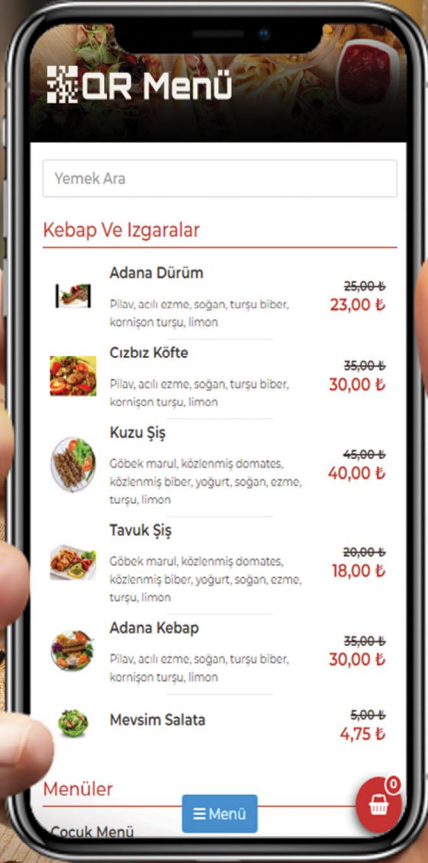 QR Menü
Yemek Ara
Kebap Ve Izgaralar
Adana Dürüm
Pilav, acılı ezme, soğan, turşu biber,
kornişon turşu, limon
25,00 ₺
23,00 ₺
Cızbız Köfte
Pilav, acılı ezme, soğan, turşu biber,
kornişon turşu, limon
35,00 ₺
30,00 ₺
Kuzu Şiş
Göbek marul, közlenmiş domates,
közlenmiş biber, yoğurt, soğan, ezme,
turşu, limon
45,00 ₺
40,00 ₺
Tavuk Şiş
Göbek marul, közlenmiş domates,
közlenmiş biber, yoğurt, soğan, ezme,
turşu, limon
20,00 ₺
18,00 ₺
Adana Kebap
Pilav, acılı ezme, soğan, turşu biber,
kornişon turşu, limon
35,00 ₺
30,00 ₺
Mevsim Salata
5,00 ₺
4,75 ₺
Menüler
0
Menü
Çocuk Menü